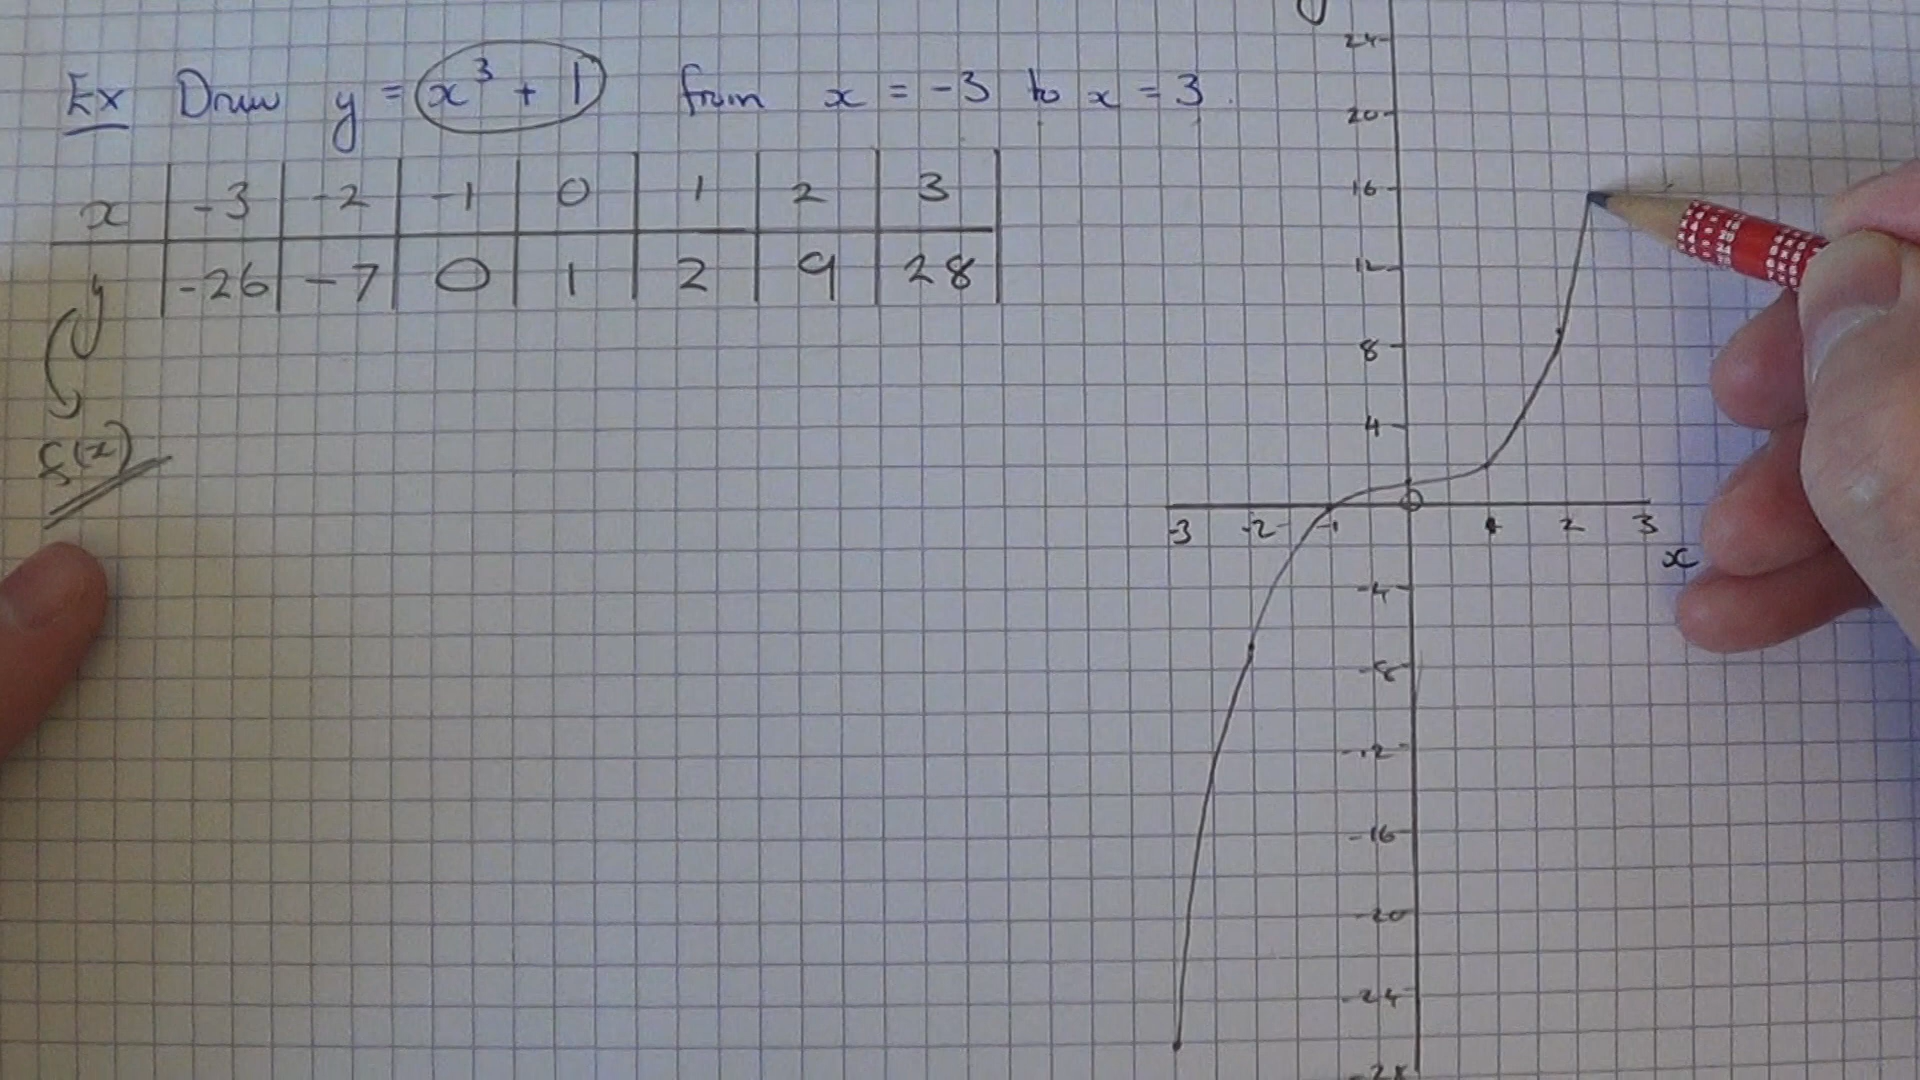 Ex Draw y = x³ + 1 from x = -3 to x = 3.
x -3 -2 -1 0 1 2 3
y -26 -7 0 1 2 9 28
f(x)
24
20
16
12
8
4
0
-3 -2 -1 1 2 3
x
-4
-8
-12
-16
-20
-24